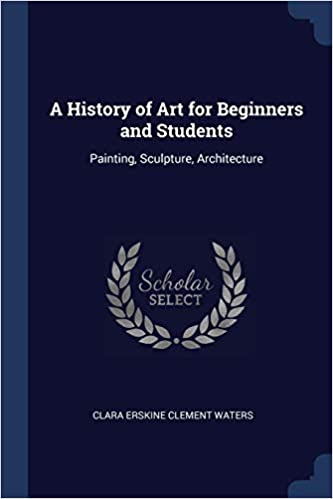 A History of Art for Beginners
and Students
Painting, Sculpture, Architecture
Scholar
SELECT
CLARA ERSKINE CLEMENT WATERS